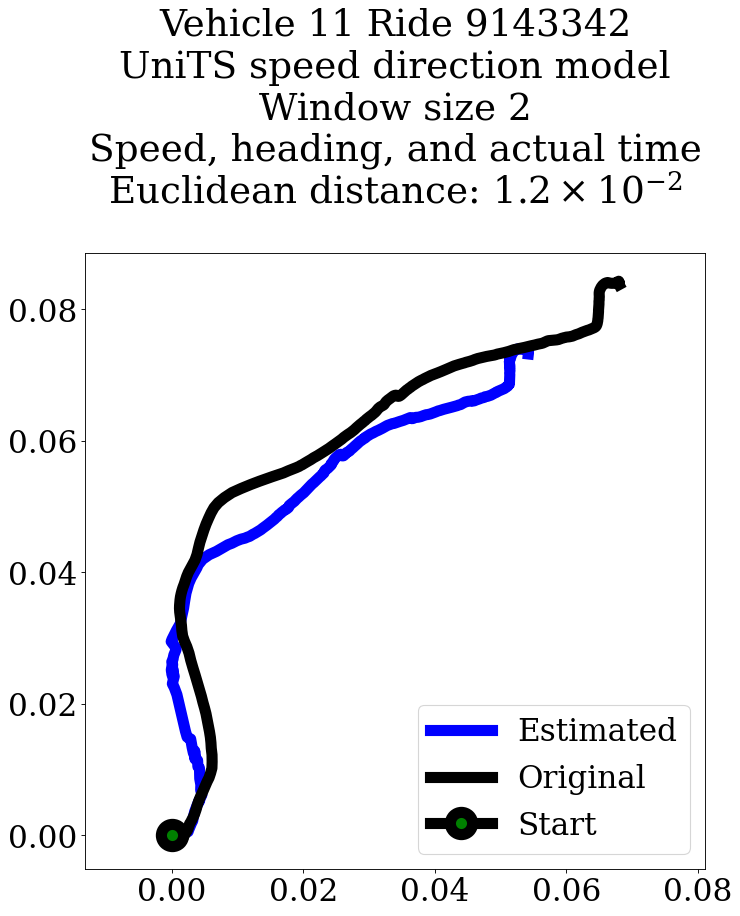 Vehicle 11 Ride 9143342
UniTS speed direction model
Window size 2
Speed, heading, and actual time
Euclidean distance: 1.2 × 10⁻²
0.08
0.06
0.04
0.02
0.00
Estimated
Original
Start
0.00 0.02 0.04 0.06 0.08